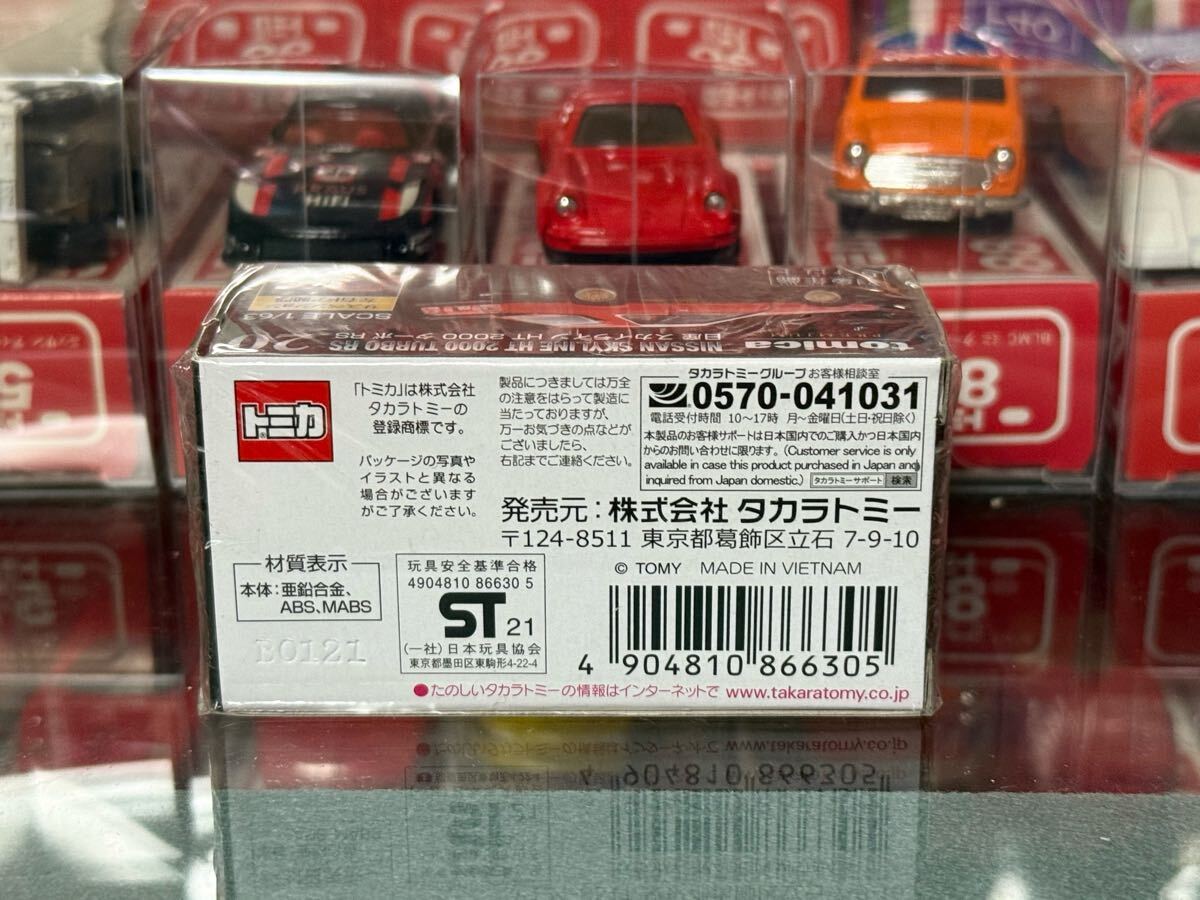 SCALE 1/63
tomica
NISSAN SKYLINE HT 2000 TURBO RS
日産 スカイライン HT 2000 ターボ RS
20
トミカ
「トミカ」は株式会社
タカラトミーの
登録商標です。
パッケージの写真や
イラストと異なる
場合がございます
がご了承ください。
製品につきましては万全
の注意をはらって製造に
当たっておりますが、
万一お気づきの点などが
ございましたら、
右記までご連絡ください。
タカラトミーグループ お客様相談室
0570-041031
電話受付時間 10〜17時 月〜金曜日(土日・祝日除く)
本製品のお客様サポートは日本国内でのご購入かつ日本国内
からのお問い合わせに限ります。(Customer service is only
available in case this product purchased in Japan and
inquired from Japan domestic.) タカラトミーサポート 検索
発売元：株式会社 タカラトミー
〒124-8511 東京都葛飾区立石 7-9-10
© TOMY MADE IN VIETNAM
材質表示
本体：亜鉛合金、
ABS、MABS
B0121
玩具安全基準合格
4904810 86630 5
ST 21
(一社)日本玩具協会
東京都墨田区東駒形4-22-4
4 904810 866305
●たのしいタカラトミーの情報はインターネットで www.takaratomy.co.jp